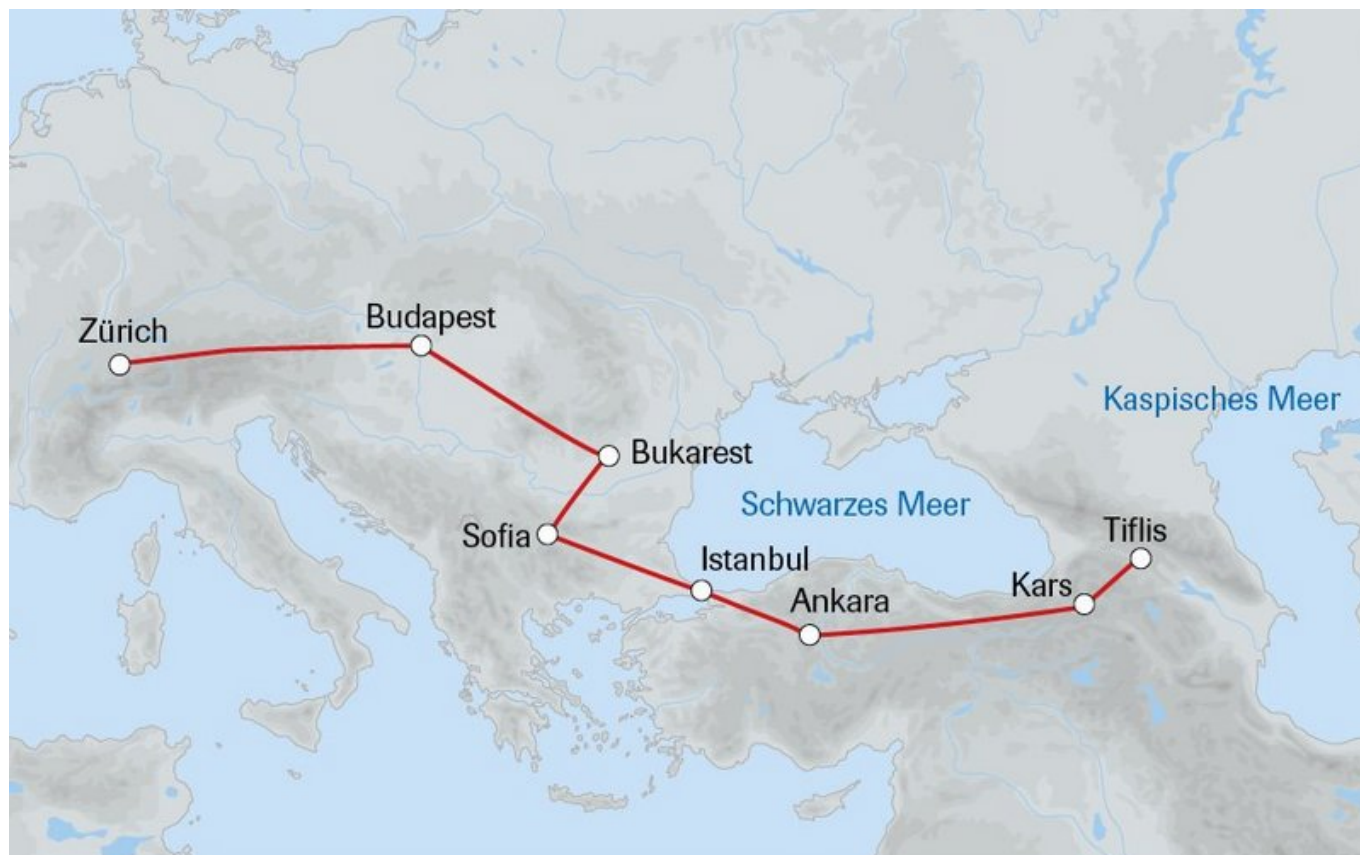 Zürich
Budapest
Kaspisches Meer
Bukarest
Schwarzes Meer
Sofia
Tiflis
Istanbul
Kars
Ankara